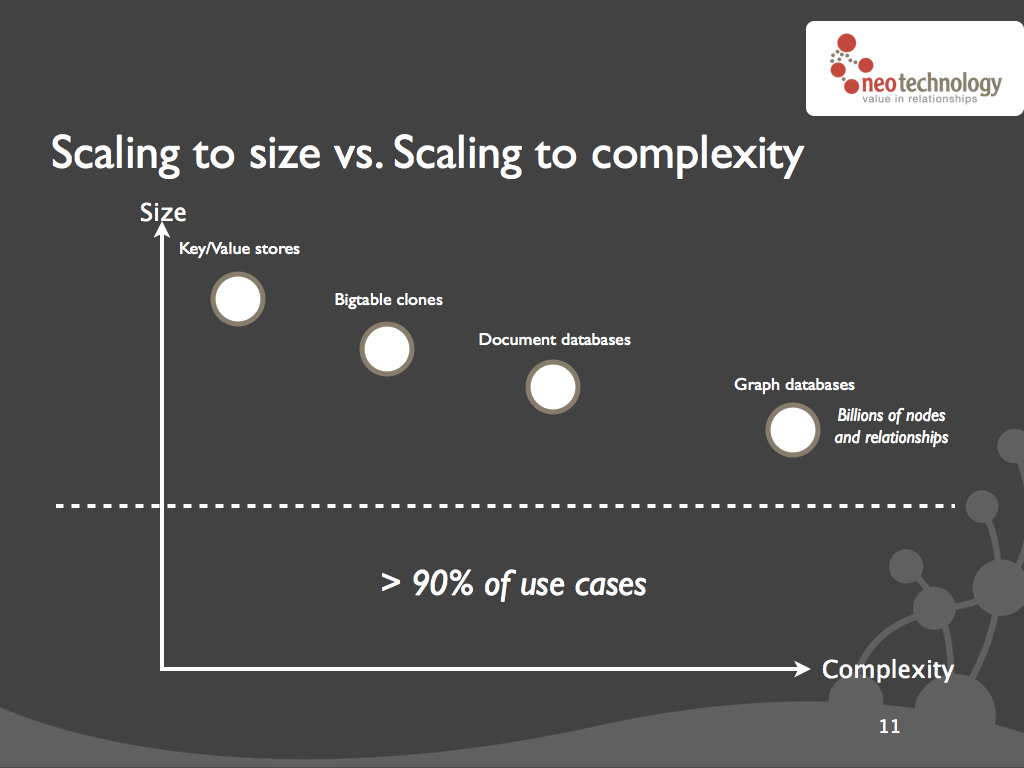 neotechnology
value in relationships
Scaling to size vs. Scaling to complexity
Size
Key/Value stores
Bigtable clones
Document databases
Graph databases
Billions of nodes
and relationships
> 90% of use cases
Complexity
11